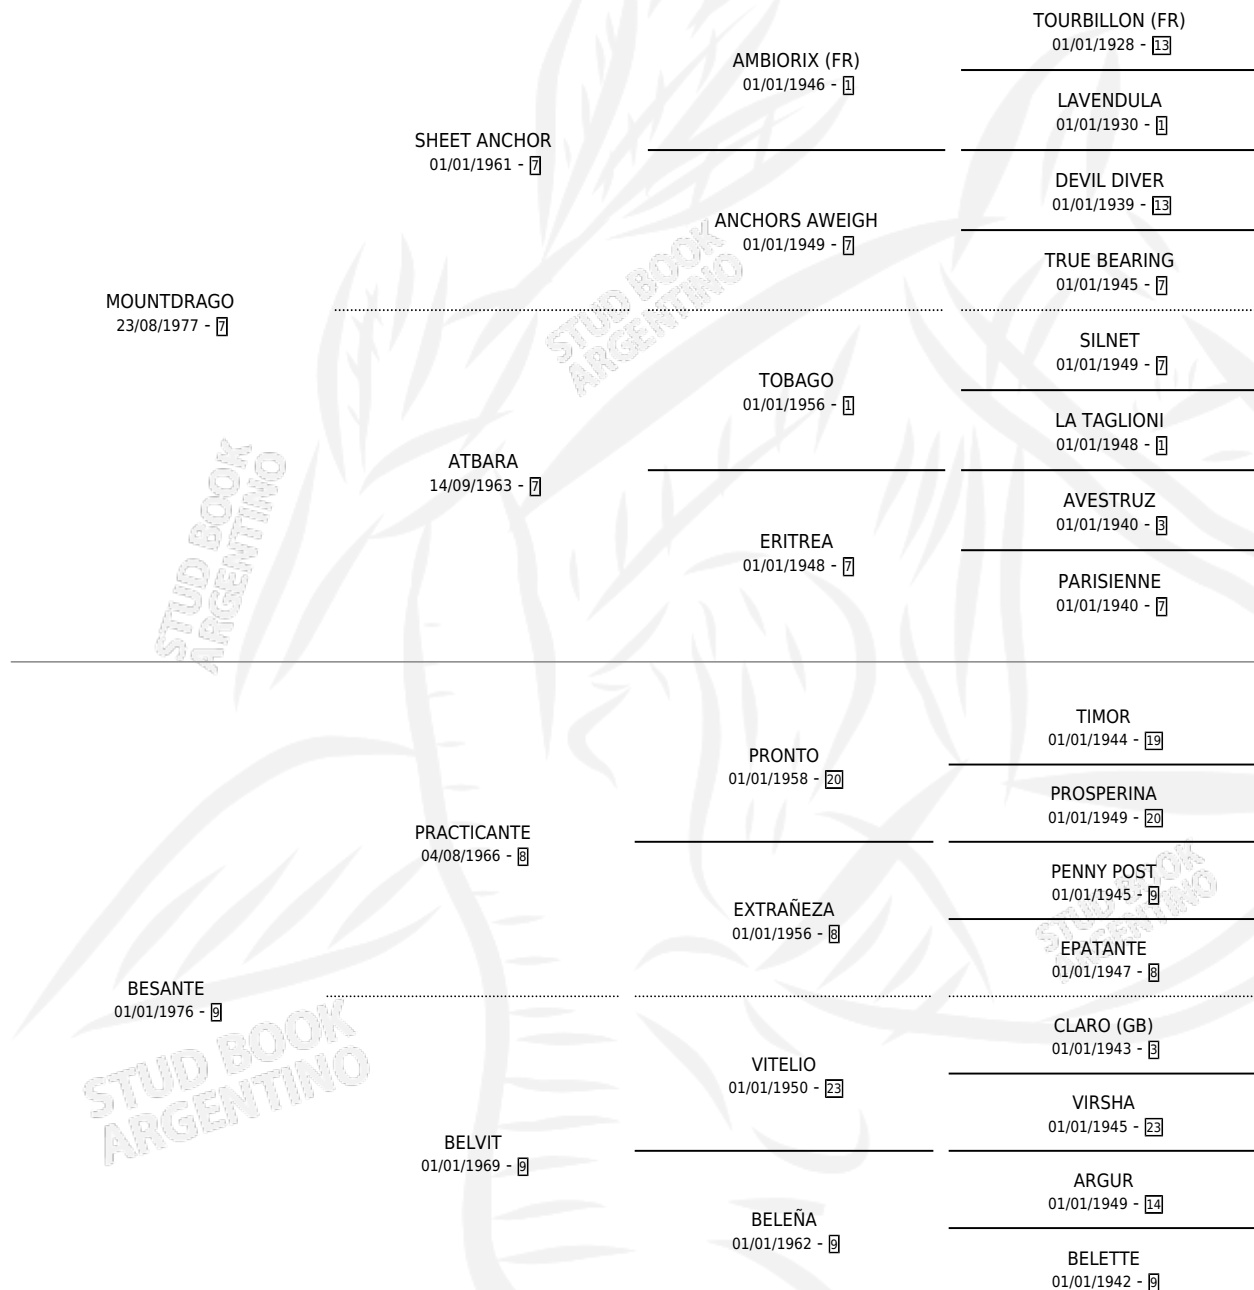 TOURBILLON (FR)
01/01/1928 - 13
AMBIORIX (FR)
01/01/1946 - 1
LAVENDULA
01/01/1930 - 1
SHEET ANCHOR
01/01/1961 - 7
DEVIL DIVER
01/01/1939 - 13
ANCHORS AWEIGH
01/01/1949 - 7
TRUE BEARING
01/01/1945 - 7
MOUNTDRAGO
23/08/1977 - 7
STUD BOOK
ARGENTINO
SILNET
01/01/1949 - 7
TOBAGO
01/01/1956 - 1
LA TAGLIONI
01/01/1948 - 1
ATBARA
14/09/1963 - 7
AVESTRUZ
01/01/1940 - 3
ERITREA
01/01/1948 - 7
PARISIENNE
01/01/1940 - 7
STUD BOOK
ARGENTINO
TIMOR
01/01/1944 - 19
PRONTO
01/01/1958 - 20
PROSPERINA
01/01/1949 - 20
PRACTICANTE
04/08/1966 - 8
PENNY POST
01/01/1945 - 9
EXTRAÑEZA
01/01/1956 - 8
EPATANTE
01/01/1947 - 8
STUD BOOK
ARGENTINO
BESANTE
01/01/1976 - 9
CLARO (GB)
01/01/1943 - 3
VITELIO
01/01/1950 - 23
VIRSHA
01/01/1945 - 23
STUD BOOK
ARGENTINO
BELVIT
01/01/1969 - 9
ARGUR
01/01/1949 - 14
BELEÑA
01/01/1962 - 9
BELETTE
01/01/1942 - 9